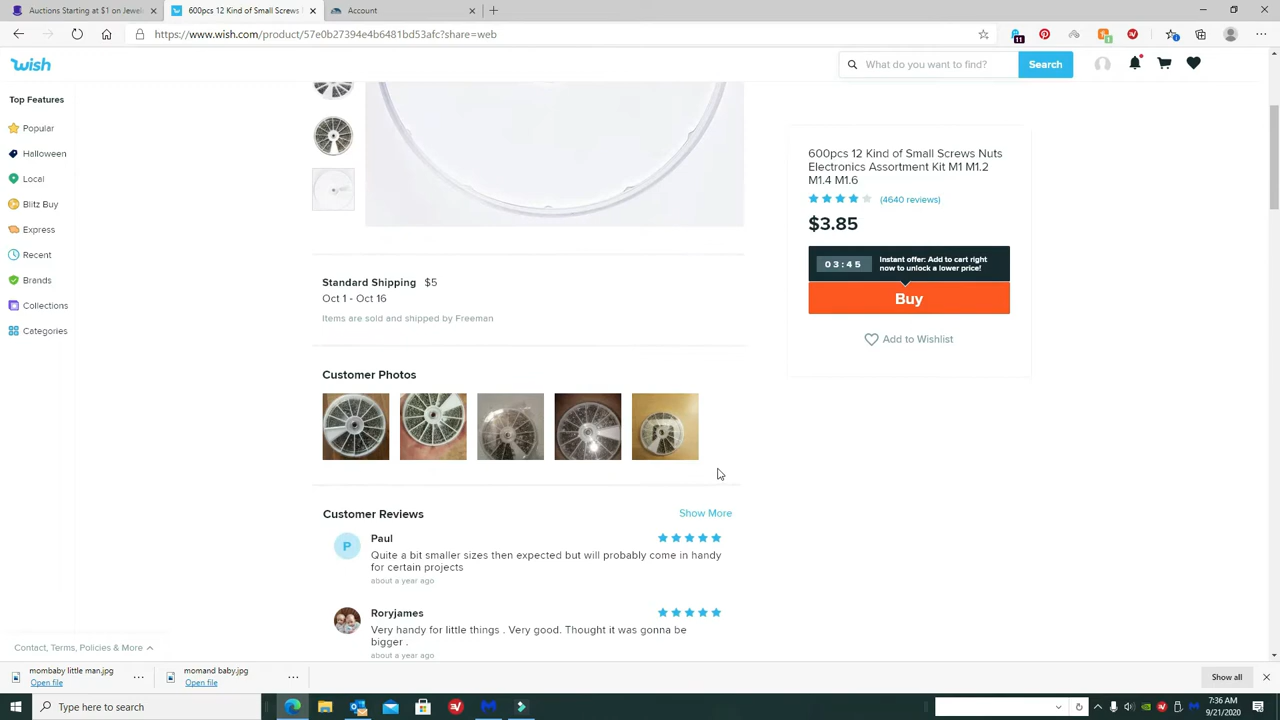 Auctions Starting at $1 on Jewel
600pcs 12 Kind of Small Screws N
Account
https://www.wish.com/product/57e0b27394e4b6481bd53afc?share=web
11
1
wish
What do you want to find?
Search
Top Features
Popular
Halloween
Local
Blitz Buy
Express
Recent
Brands
Collections
Categories
600pcs 12 Kind of Small Screws Nuts
Electronics Assortment Kit M1 M1.2
M1.4 M1.6
(4640 reviews)
$3.85
03:45
Instant offer: Add to cart right
now to unlock a lower price!
Buy
Add to Wishlist
Standard Shipping $5
Oct 1 - Oct 16
Items are sold and shipped by Freeman
Customer Photos
Customer Reviews
Show More
P
Paul
Quite a bit smaller sizes then expected but will probably come in handy
for certain projects
about a year ago
Roryjames
Very handy for little things . Very good. Thought it was gonna be
bigger .
about a year ago
Contact, Terms, Policies & More
mombaby little man.jpg
Open file
momand baby.jpg
Open file
Show all
Type here to search
7:36 AM
9/21/2020